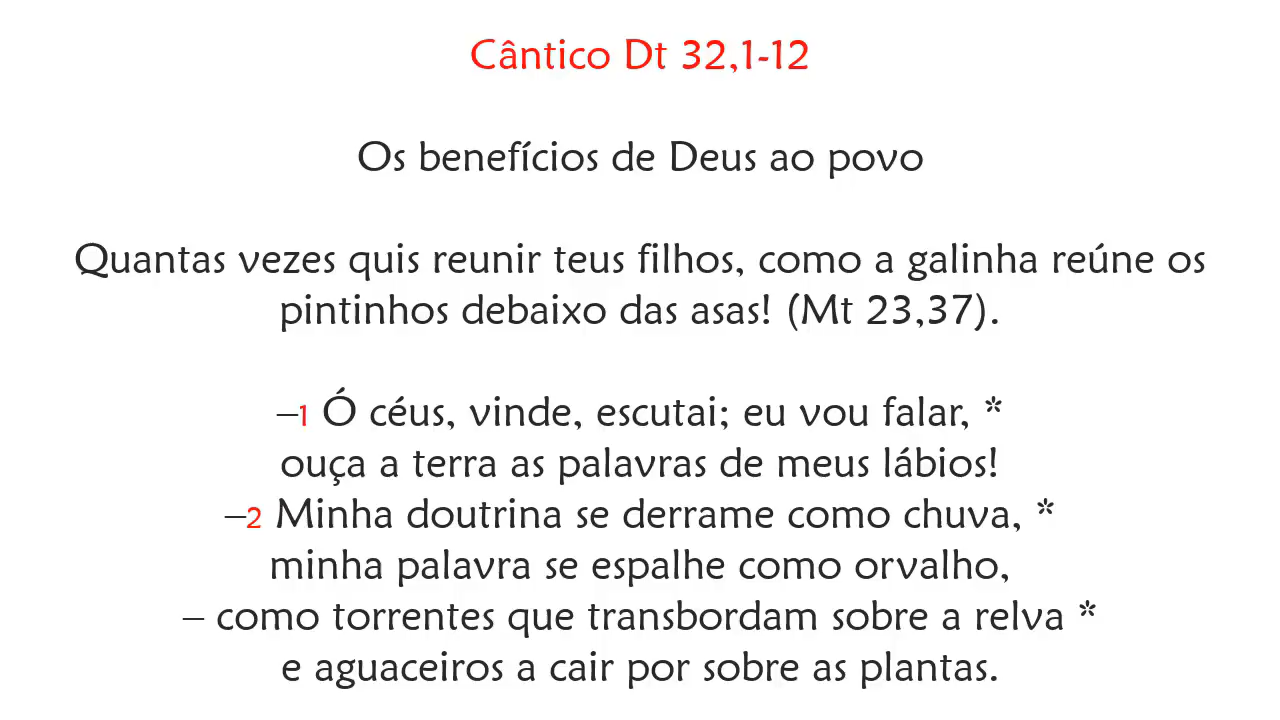 Cântico Dt 32,1-12
Os benefícios de Deus ao povo
Quantas vezes quis reunir teus filhos, como a galinha reúne os
pintinhos debaixo das asas! (Mt 23,37).
–1 Ó céus, vinde, escutai; eu vou falar, *
ouça a terra as palavras de meus lábios!
–2 Minha doutrina se derrame como chuva, *
minha palavra se espalhe como orvalho,
– como torrentes que transbordam sobre a relva *
e aguaceiros a cair por sobre as plantas.